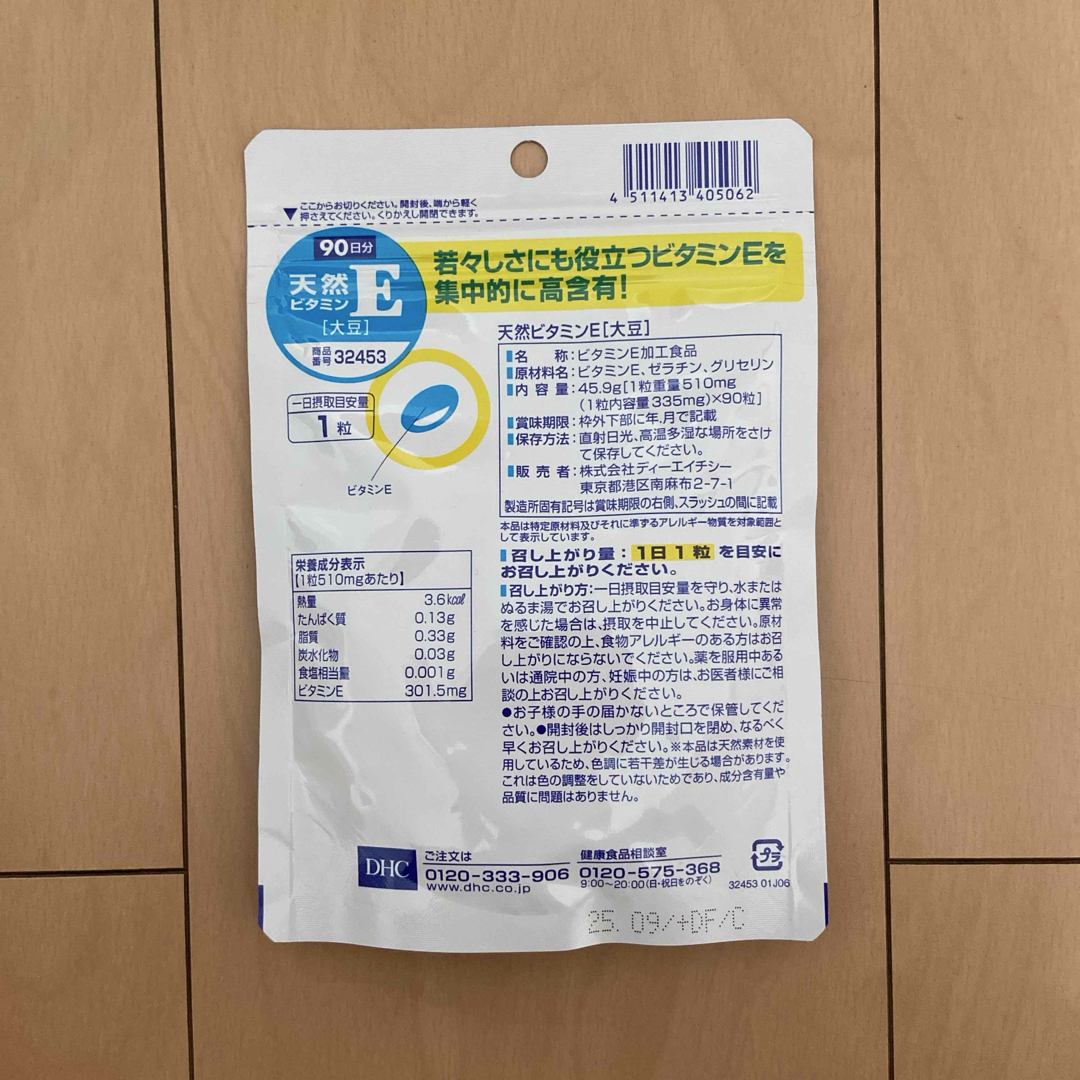 4 511413 405062
▼ここからお切りください。開封後、端から軽く
押さえてください。くりかえし開閉できます。
90日分
天然
ビタミン
E
[大豆]
商品
番号 32453
若々しさにも役立つビタミンEを
集中的に高含有!
一日摂取目安量
1粒
ビタミンE
天然ビタミンE[大豆]
名 称:ビタミンE加工食品
原材料名:ビタミンE、ゼラチン、グリセリン
内容量:45.9g[1粒重量510mg
(1粒内容量335mg)×90粒]
賞味期限:枠外下部に年、月で記載
保存方法:直射日光、高温多湿な場所をさけ
て保存してください。
販売者:株式会社ディーエイチシー
東京都港区南麻布2-7-1
製造所固有記号は賞味期限の右側、スラッシュの間に記載
本品は特定原材料及びそれに準ずるアレルギー物質を対象範囲と
して表示しています。
召し上がり量:1日1粒を目安に
お召し上がりください。
召し上がり方:一日摂取目安量を守り、水または
ぬるま湯でお召し上がりください。お身体に異常
を感じた場合は、摂取を中止してください。原材
料をご確認の上、食物アレルギーのある方はお召
し上がりにならないでください。薬を服用中ある
いは通院中の方、妊娠中の方は、お医者様にご相
談の上お召し上がりください。
●お子様の手の届かないところで保管してくだ
さい。●開封後はしっかり開封口を閉め、なるべく
早くお召し上がりください。※本品は天然素材を使
用しているため、色調に若干差が生じる場合があります。
これは色の調整をしていないためであり、成分含有量や
品質に問題はありません。
栄養成分表示
[1粒510mgあたり]
熱量 3.6kcal
たんぱく質 0.13g
脂質 0.33g
炭水化物 0.03g
食塩相当量 0.001g
ビタミンE 301.5mg
DHC
ご注文は
0120-333-906
www.dhc.co.jp
健康食品相談室
0120-575-368
9:00~20:00(日・祝日をのぞく)
プラ
32453 01J06
25. 09/+DF/C